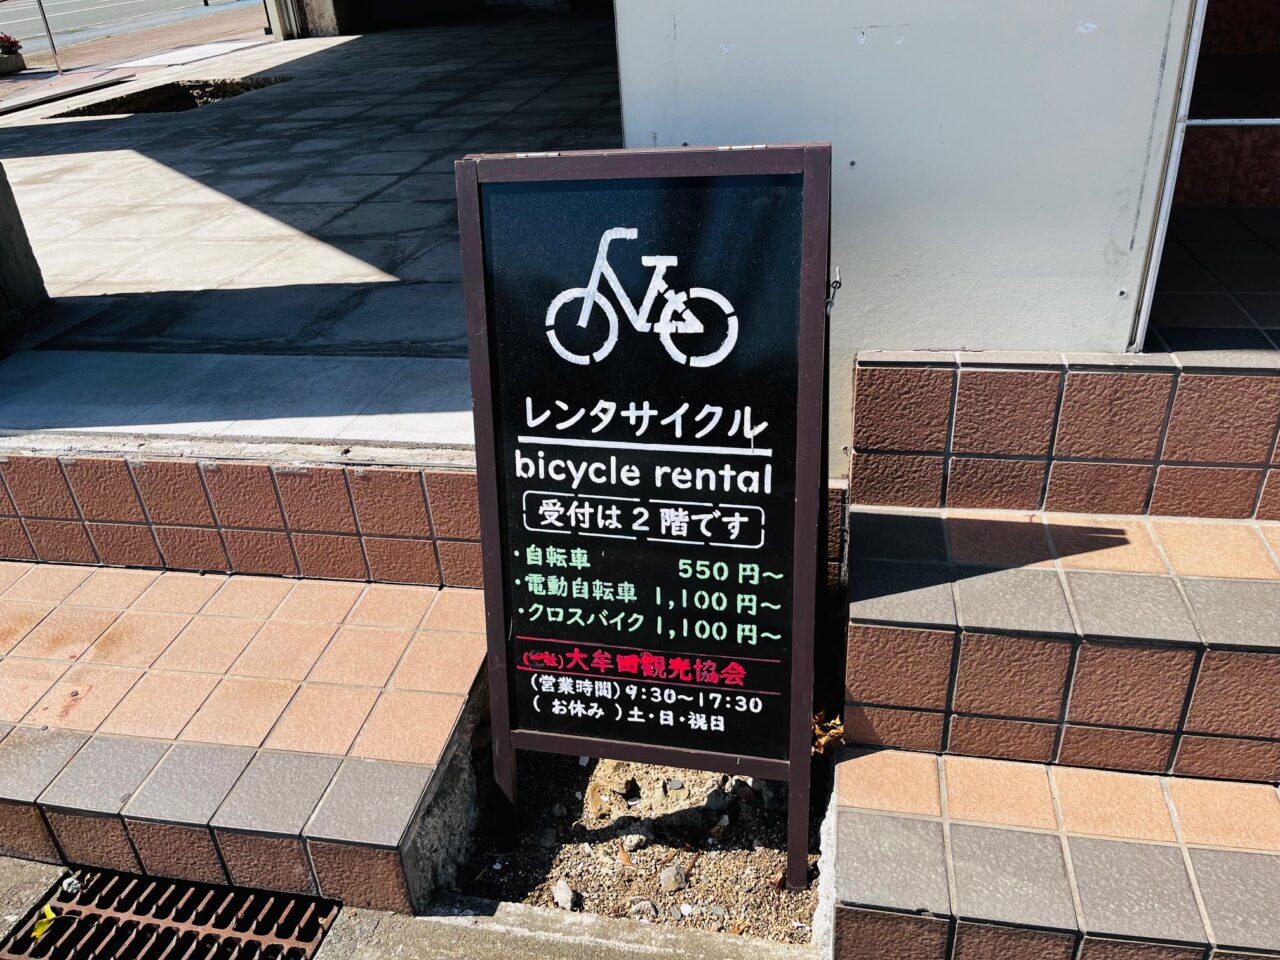 レンタサイクル
bicycle rental
受付は2階です
・自転車 550円～
・電動自転車 1,100円～
・クロスバイク 1,100円～
(一社)大牟田観光協会
(営業時間)9:30～17:30
(お休み)土・日・祝日